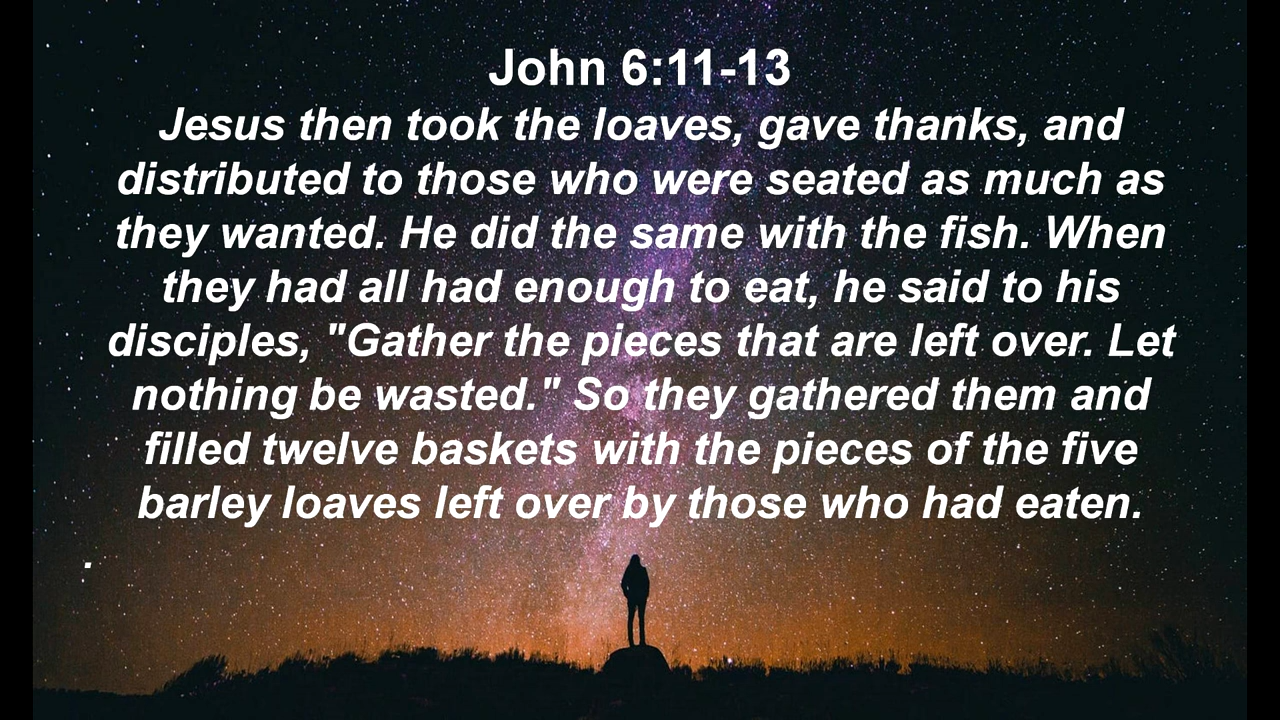 John 6:11-13
Jesus then took the loaves, gave thanks, and
distributed to those who were seated as much as
they wanted. He did the same with the fish. When
they had all had enough to eat, he said to his
disciples, "Gather the pieces that are left over. Let
nothing be wasted." So they gathered them and
filled twelve baskets with the pieces of the five
barley loaves left over by those who had eaten.
.